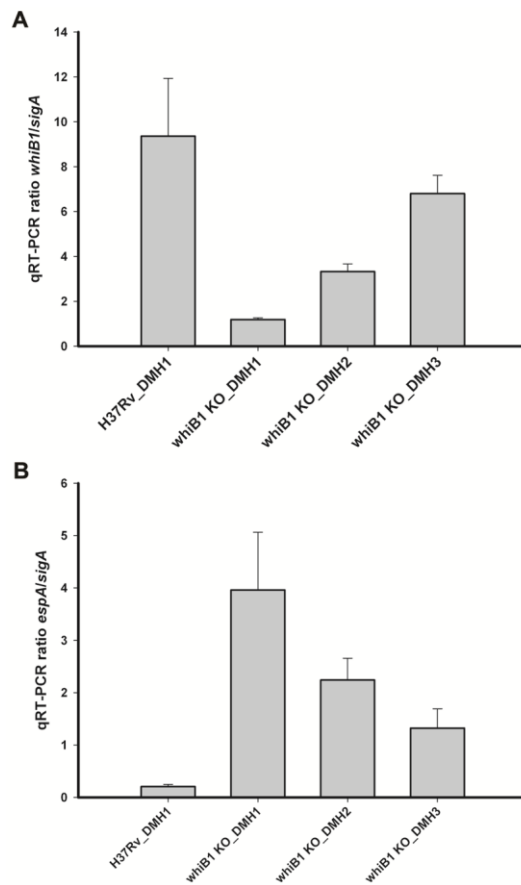 A
14
12
10
8
6
4
2
0
qRT-PCR ratio whiB1/sigA
H37Rv_DMH1
whiB1 KO_DMH1
whiB1 KO_DMH2
whiB1 KO_DMH3
B
6
5
4
3
2
1
0
qRT-PCR ratio espA/sigA
H37Rv_DMH1
whiB1 KO_DMH1
whiB1 KO_DMH2
whiB1 KO_DMH3